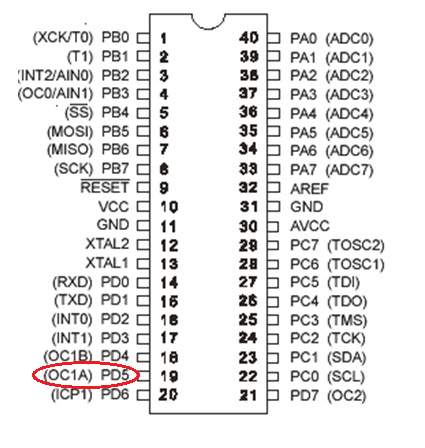 (XCK/T0) PB0 1 40 PA0 (ADC0)
(T1) PB1 2 39 PA1 (ADC1)
(INT2/AIN0) PB2 3 38 PA2 (ADC2)
(OC0/AIN1) PB3 4 37 PA3 (ADC3)
(SS) PB4 5 36 PA4 (ADC4)
(MOSI) PB5 6 35 PA5 (ADC5)
(MISO) PB6 7 34 PA6 (ADC6)
(SCK) PB7 8 33 PA7 (ADC7)
RESET 9 32 AREF
VCC 10 31 GND
GND 11 30 AVCC
XTAL2 12 29 PC7 (TOSC2)
XTAL1 13 28 PC6 (TOSC1)
(RXD) PD0 14 27 PC5 (TDI)
(TXD) PD1 15 26 PC4 (TDO)
(INT0) PD2 16 25 PC3 (TMS)
(INT1) PD3 17 24 PC2 (TCK)
(OC1B) PD4 18 23 PC1 (SDA)
(OC1A) PD5 19 22 PC0 (SCL)
(ICP1) PD6 20 21 PD7 (OC2)